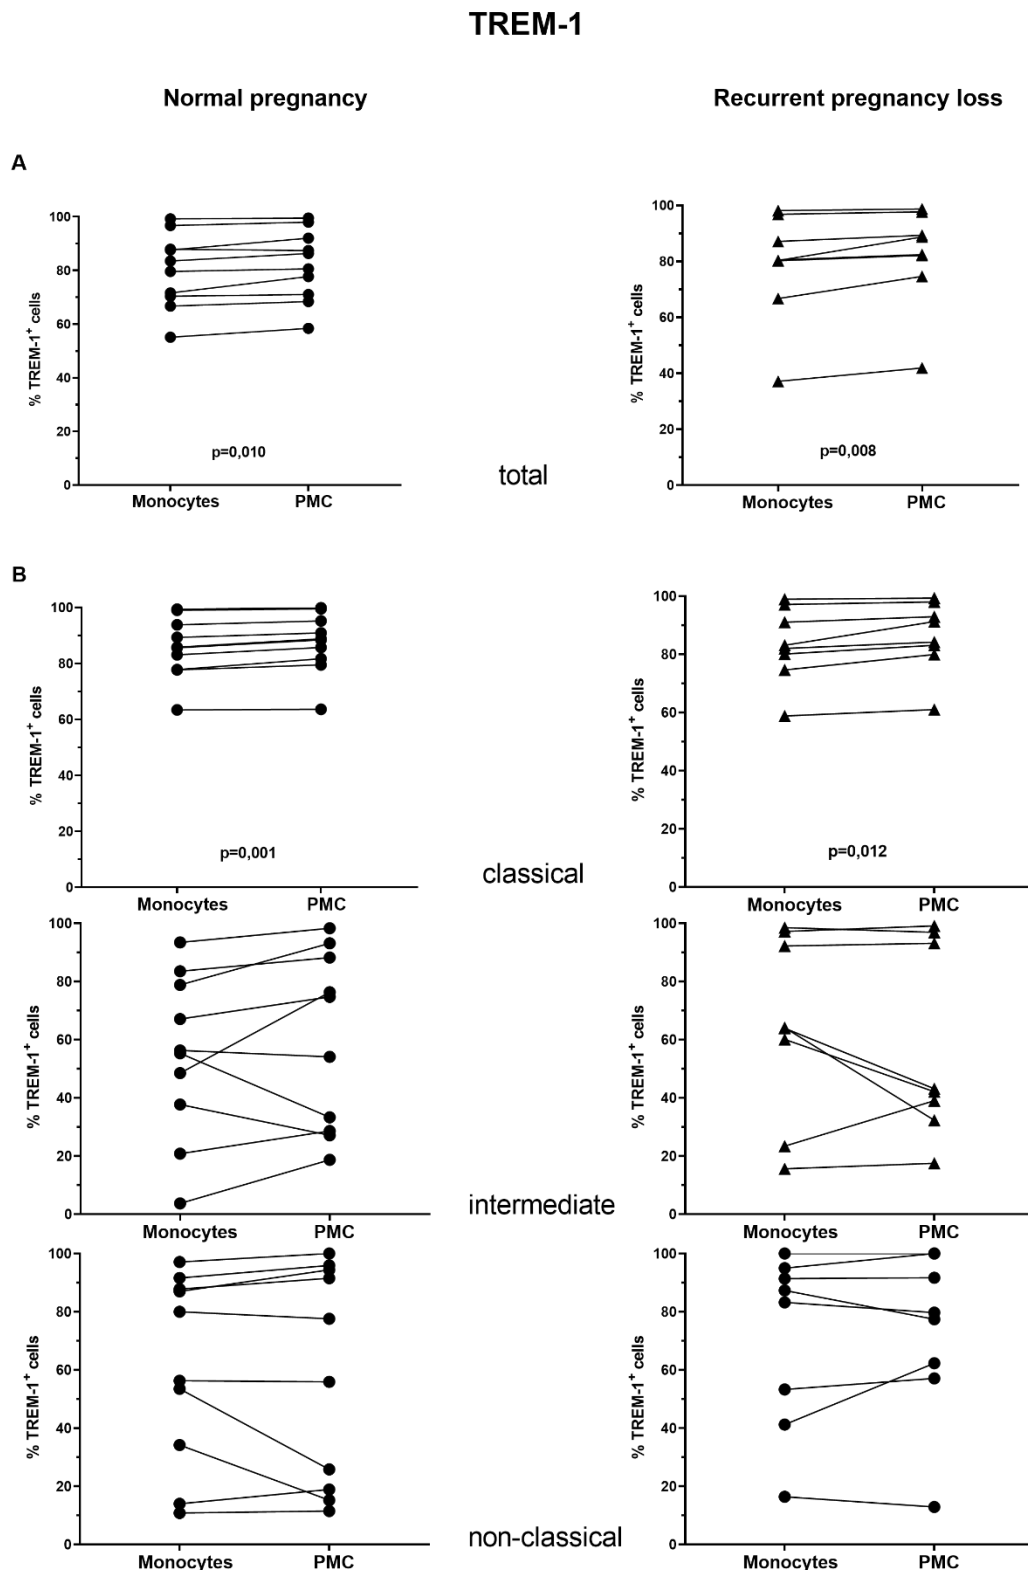 TREM-1
Normal pregnancy
Recurrent pregnancy loss
A
% TREM-1+ cells
100
80
60
40
20
0
p=0,010
Monocytes PMC
total
% TREM-1+ cells
100
80
60
40
20
0
p=0,008
Monocytes PMC
B
% TREM-1+ cells
100
80
60
40
20
0
p=0,001
Monocytes PMC
classical
% TREM-1+ cells
100
80
60
40
20
0
p=0,012
Monocytes PMC
% TREM-1+ cells
100
80
60
40
20
0
Monocytes PMC
intermediate
% TREM-1+ cells
100
80
60
40
20
0
Monocytes PMC
% TREM-1+ cells
100
80
60
40
20
0
Monocytes PMC
non-classical
% TREM-1+ cells
100
80
60
40
20
0
Monocytes PMC